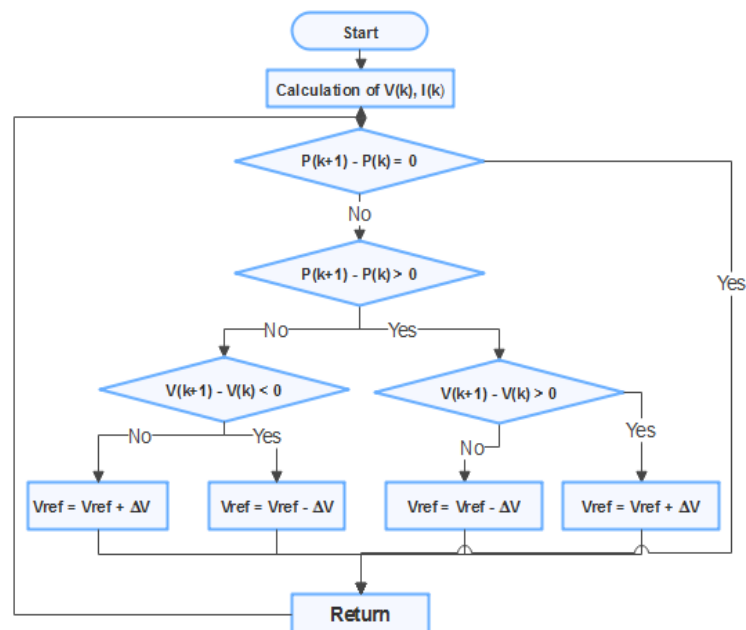 Start
Calculation of V(k), I(k)
P(k+1) - P(k) = 0
No
Yes
P(k+1) - P(k) > 0
No
Yes
V(k+1) - V(k) < 0
V(k+1) - V(k) > 0
No
Yes
No
Yes
Vref = Vref + ΔV
Vref = Vref - ΔV
Vref = Vref - ΔV
Vref = Vref + ΔV
Return